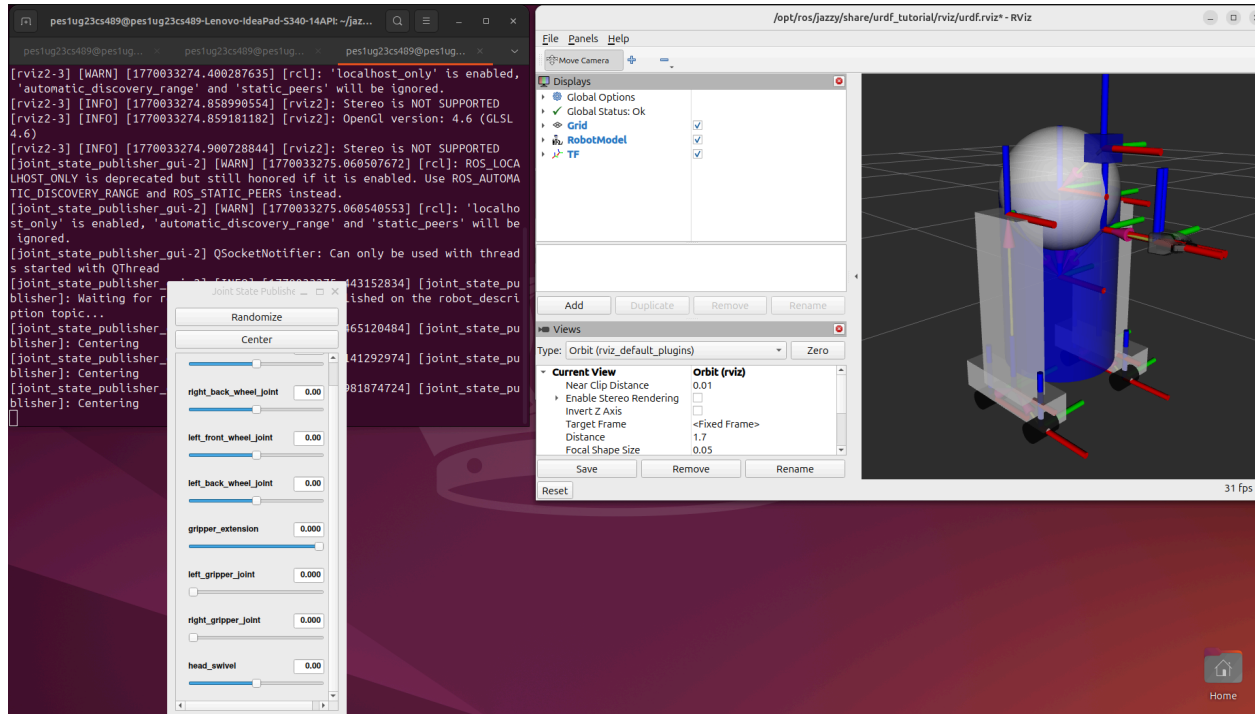 pes1ug23cs489@pes1ug23cs489-Lenovo-IdeaPad-S340-14API: ~/jaz...
pes1ug23cs489@pes1ug... × pes1ug23cs489@pes1ug... × pes1ug23cs489@pes1ug... ×
[rviz2-3] [WARN] [1770033274.400287635] [rcl]: 'localhost_only' is enabled,
'automatic_discovery_range' and 'static_peers' will be ignored.
[rviz2-3] [INFO] [1770033274.858990554] [rviz2]: Stereo is NOT SUPPORTED
[rviz2-3] [INFO] [1770033274.859181182] [rviz2]: OpenGl version: 4.6 (GLSL
4.6)
[rviz2-3] [INFO] [1770033274.900728844] [rviz2]: Stereo is NOT SUPPORTED
[joint_state_publisher_gui-2] [WARN] [1770033275.060507672] [rcl]: ROS_LOCA
LHOST_ONLY is deprecated but still honored if it is enabled. Use ROS_AUTOMA
TIC_DISCOVERY_RANGE and ROS_STATIC_PEERS instead.
[joint_state_publisher_gui-2] [WARN] [1770033275.060540553] [rcl]: 'localho
st_only' is enabled, 'automatic_discovery_range' and 'static_peers' will be
ignored.
[joint_state_publisher_gui-2] QSocketNotifier: Can only be used with thread
s started with QThread
[joint_state_publisher_ 443152834] [joint_state_pu
blisher]: Waiting for r lished on the robot_descri
ption topic...
[joint_state_publisher_ 465120484] [joint_state_pu
blisher]: Centering
[joint_state_publisher_ 141292974] [joint_state_pu
blisher]: Centering
[joint_state_publisher_ 981874724] [joint_state_pu
blisher]: Centering
Joint State Publishe
Randomize
Center
right_back_wheel_joint 0.00
left_front_wheel_joint 0.00
left_back_wheel_joint 0.00
gripper_extension 0.000
left_gripper_joint 0.000
right_gripper_joint 0.000
head_swivel 0.00
/opt/ros/jazzy/share/urdf_tutorial/rviz/urdf.rviz* - RViz
File Panels Help
Move Camera
Displays
Global Options
Global Status: Ok
Grid
RobotModel
TF
Add Duplicate Remove Rename
Views
Type: Orbit (rviz_default_plugins) Zero
Current View Orbit (rviz)
Near Clip Distance 0.01
Enable Stereo Rendering
Invert Z Axis
Target Frame <Fixed Frame>
Distance 1.7
Focal Shape Size 0.05
Save Remove Rename
Reset
31 fps
Home